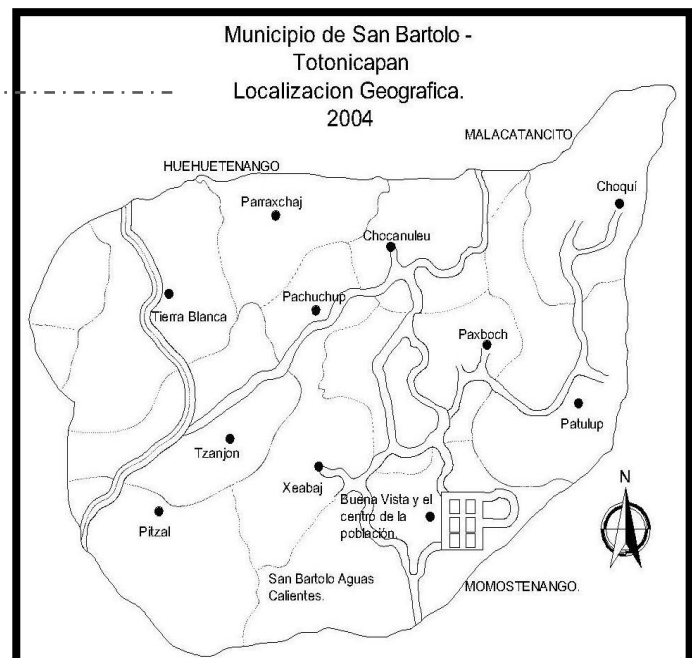 Municipio de San Bartolo -
Totonicapan
Localizacion Geografica.
2004
MALACATANCITO
HUEHUETENANGO
Choquí
Parraxchaj
Chocanuleu
Pachuchup
Tierra Blanca
Paxboch
Patulup
Tzanjon
Xeabaj
N
Buena Vista y el
centro de la
población.
Pitzal
San Bartolo Aguas
Calientes.
MOMOSTENANGO.